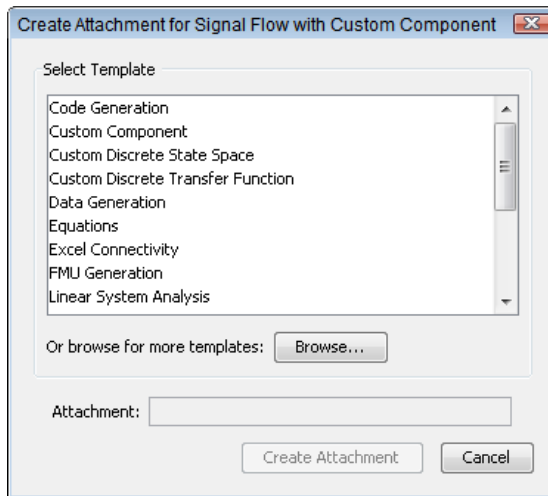 Create Attachment for Signal Flow with Custom Component
Select Template
Code Generation
Custom Component
Custom Discrete State Space
Custom Discrete Transfer Function
Data Generation
Equations
Excel Connectivity
FMU Generation
Linear System Analysis
Or browse for more templates: Browse...
Attachment:
Create Attachment Cancel